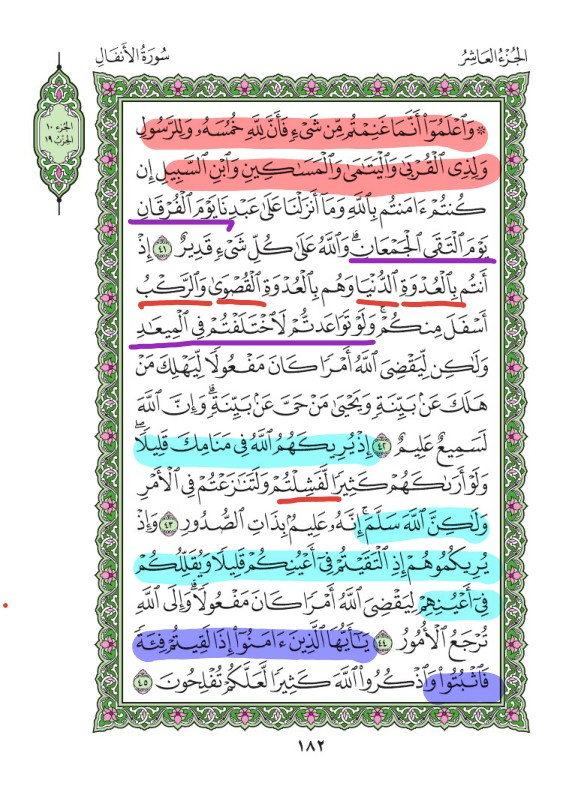 الجُزْءُ العَاشِرُ
سُورَةُ الأَنفَالِ
الجزء ١٠
الحزب ١٩
۞ وَٱعۡلَمُوٓاْ أَنَّمَا غَنِمۡتُم مِّن شَيۡءٖ فَأَنَّ لِلَّهِ خُمُسَهُۥ وَلِلرَّسُولِ
وَلِذِي ٱلۡقُرۡبَىٰ وَٱلۡيَتَٰمَىٰ وَٱلۡمَسَٰكِينِ وَٱبۡنِ ٱلسَّبِيلِ إِن
كُنتُمۡ ءَامَنتُم بِٱللَّهِ وَمَآ أَنزَلۡنَا عَلَىٰ عَبۡدِنَا يَوۡمَ ٱلۡفُرۡقَانِ
يَوۡمَ ٱلۡتَقَى ٱلۡجَمۡعَانِۗ وَٱللَّهُ عَلَىٰ كُلِّ شَيۡءٖ قَدِيرٌ ٤١ إِذۡ
أَنتُم بِٱلۡعُدۡوَةِ ٱلدُّنۡيَا وَهُم بِٱلۡعُدۡوَةِ ٱلۡقُصۡوَىٰ وَٱلرَّكۡبُ
أَسۡفَلَ مِنكُمۡۚ وَلَوۡ تَوَاعَدتُّمۡ لَٱخۡتَلَفۡتُمۡ فِي ٱلۡمِيعَٰدِ
وَلَٰكِن لِّيَقۡضِيَ ٱللَّهُ أَمۡرٗا كَانَ مَفۡعُولٗا لِّيَهۡلِكَ مَنۡ
هَلَكَ عَنۢ بَيِّنَةٖ وَيَحۡيَىٰ مَنۡ حَيَّ عَنۢ بَيِّنَةٖۗ وَإِنَّ ٱللَّهَ
لَسَمِيعٌ عَلِيمٌ ٤٢ إِذۡ يُرِيكَهُمُ ٱللَّهُ فِي مَنَامِكَ قَلِيلٗاۖ
وَلَوۡ أَرَىٰكَهُمۡ كَثِيرٗا لَّفَشِلۡتُمۡ وَلَتَنَٰزَعۡتُمۡ فِي ٱلۡأَمۡرِ
وَلَٰكِنَّ ٱللَّهَ سَلَّمَۚ إِنَّهُۥ عَلِيمُۢ بِذَاتِ ٱلصُّدُورِ ٤٣ وَإِذۡ
يُرِيكُمُوهُمۡ إِذِ ٱلۡتَقَيۡتُمۡ فِيٓ أَعۡيُنِكُمۡ قَلِيلٗا وَيُقَلِّلُكُمۡ
فِيٓ أَعۡيُنِهِمۡ لِيَقۡضِيَ ٱللَّهُ أَمۡرٗا كَانَ مَفۡعُولٗاۗ وَإِلَى ٱللَّهِ
تُرۡجَعُ ٱلۡأُمُورُ ٤٤ يَٰٓأَيُّهَا ٱلَّذِينَ ءَامَنُوٓاْ إِذَا لَقِيتُمۡ فِئَةٗ
فَٱثۡبُتُواْ وَٱذۡكُرُواْ ٱللَّهَ كَثِيرٗا لَّعَلَّكُمۡ تُفۡلِحُونَ ٤٥
١٨٢